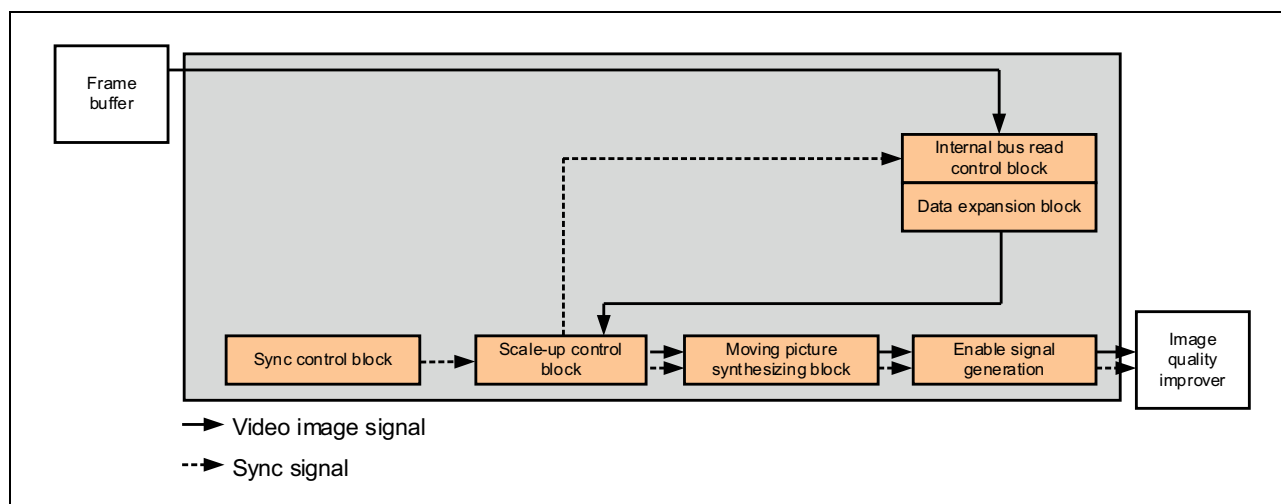 Frame
buffer
Internal bus read
control block
Data expansion block
Sync control block
Scale-up control
block
Moving picture
synthesizing block
Enable signal
generation
Image
quality
improver
Video image signal
Sync signal